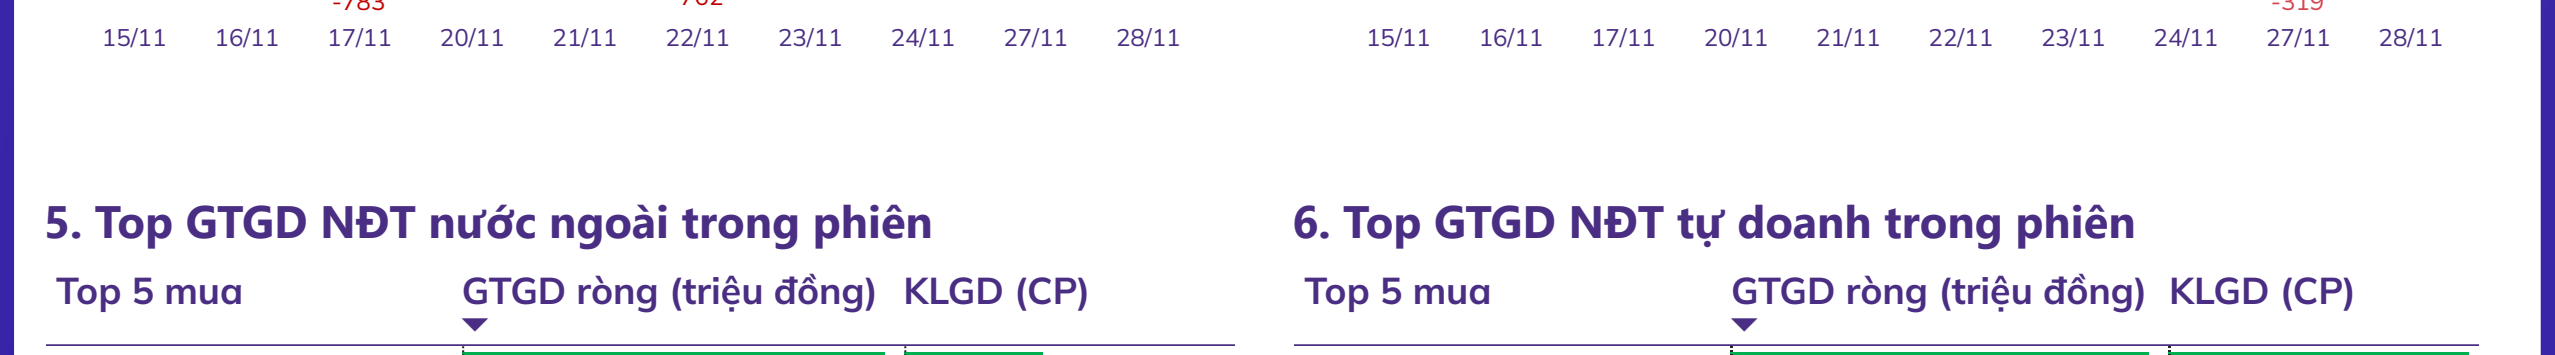 -783
-319
15/11 16/11 17/11 20/11 21/11 22/11 23/11 24/11 27/11 28/11
15/11 16/11 17/11 20/11 21/11 22/11 23/11 24/11 27/11 28/11
5. Top GTGD NĐT nước ngoài trong phiên
Top 5 mua GTGD ròng (triệu đồng) KLGD (CP)
6. Top GTGD NĐT tự doanh trong phiên
Top 5 mua GTGD ròng (triệu đồng) KLGD (CP)